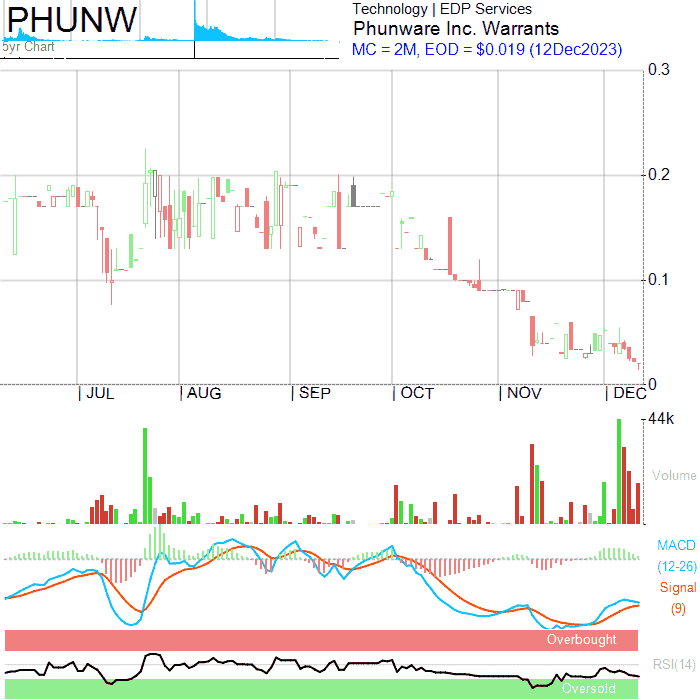 PHUNW
5yr Chart
Technology | EDP Services
Phunware Inc. Warrants
MC = 2M, EOD = $0.019 (12Dec2023)
0.3
0.2
0.1
0
| JUL | AUG | SEP | OCT | NOV | DEC
44k
Volume
MACD
(12-26)
Signal
(9)
Overbought
RSI(14)
Oversold